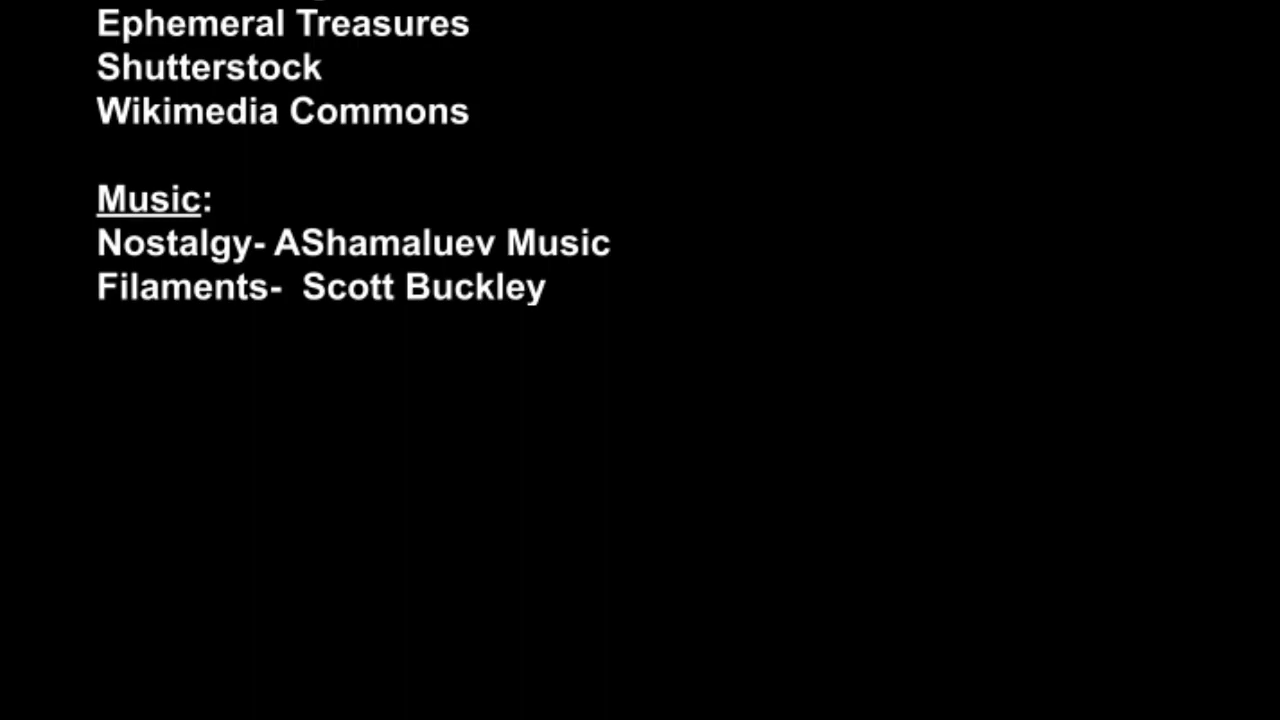 Ephemeral Treasures
Shutterstock
Wikimedia Commons
Music:
Nostalgy- AShamaluev Music
Filaments-  Scott Buckley